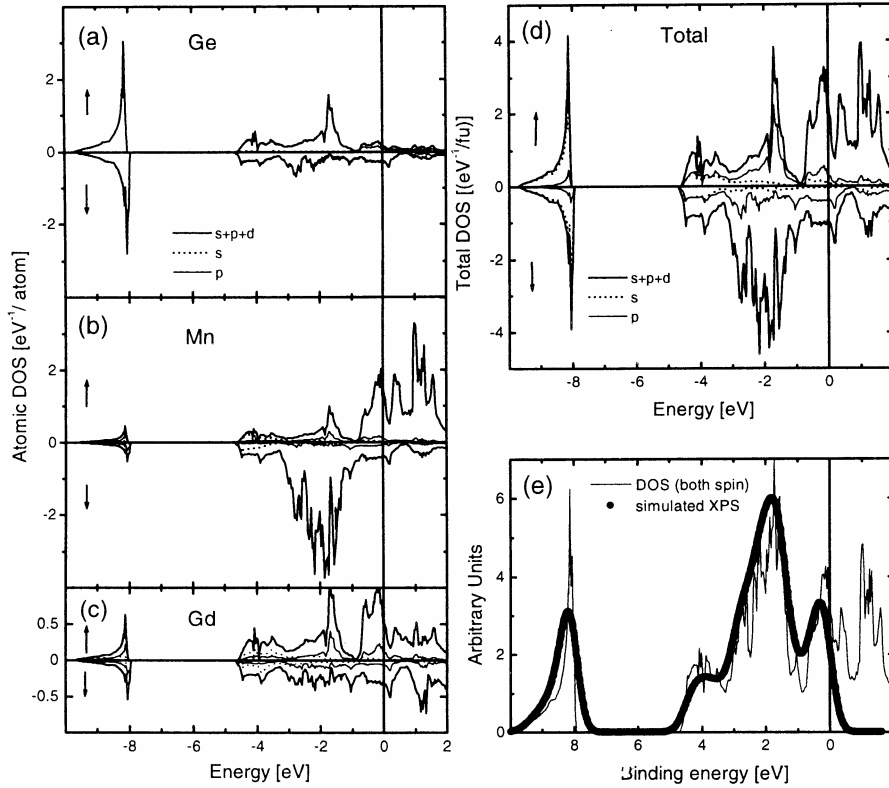 (a)
Ge
2
0
-2
s+p+d
s
p
(b)
Mn
2
0
-2
(c)
Gd
0.5
0
-0.5
-8
-6
-4
-2
0
2
Energy [eV]
Atomic DOS [eV⁻¹/ atom]
(d)
Total
4
2
0
-2
-4
s+p+d
s
p
-8
-6
-4
-2
0
Energy [eV]
Total DOS [(eV⁻¹/fu)]
(e)
DOS (both spin)
simulated XPS
6
4
2
0
8
6
4
2
0
Binding energy [eV]
Arbitrary Units